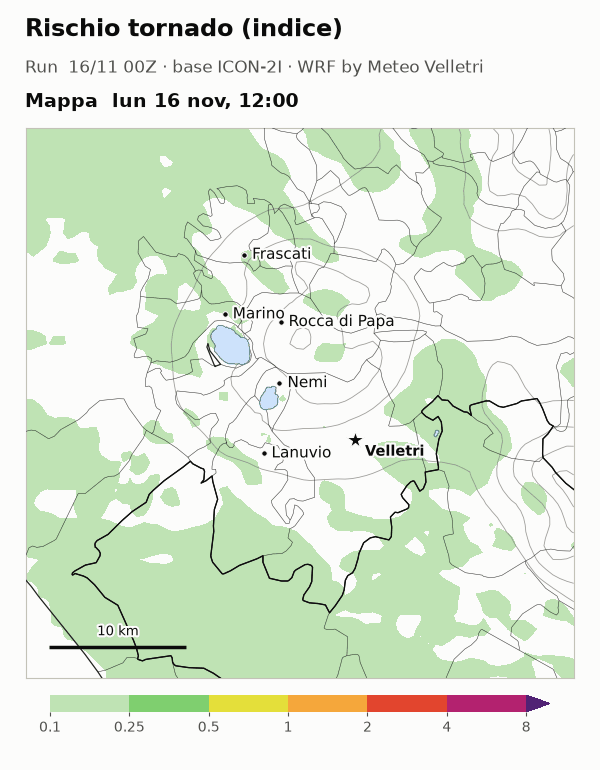 Rischio tornado (indice)
Run  16/11 00Z · base ICON-2I · WRF by Meteo Velletri
Mappa  lun 16 nov, 12:00
Frascati
Marino
Rocca di Papa
Nemi
Velletri
Lanuvio
10 km
0.1 0.25 0.5 1 2 4 8